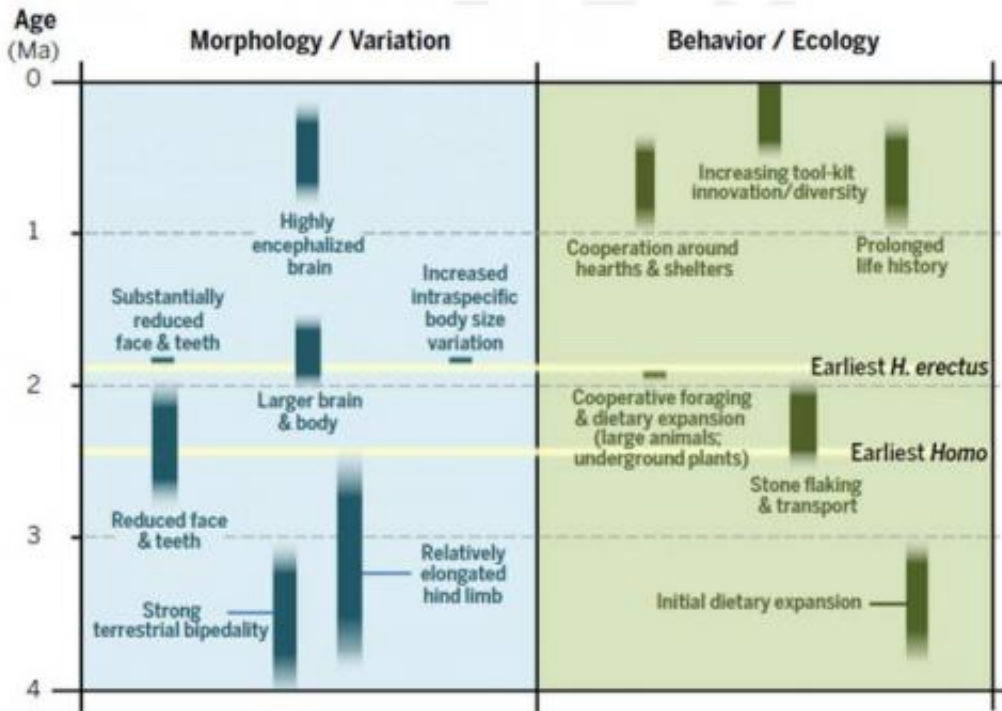 Age
(Ma)
Morphology / Variation
Behavior / Ecology
0
Increasing tool-kit
innovation/diversity
Highly
encephalized
brain
1
Cooperation around
hearths & shelters
Prolonged
life history
Increased
intraspecific
body size
variation
Substantially
reduced
face & teeth
Earliest H. erectus
2
Larger brain
& body
Cooperative foraging
& dietary expansion
(large animals;
underground plants)
Earliest Homo
Stone flaking
& transport
Reduced face
& teeth
3
Relatively
elongated
hind limb
Strong
terrestrial bipedality
Initial dietary expansion
4